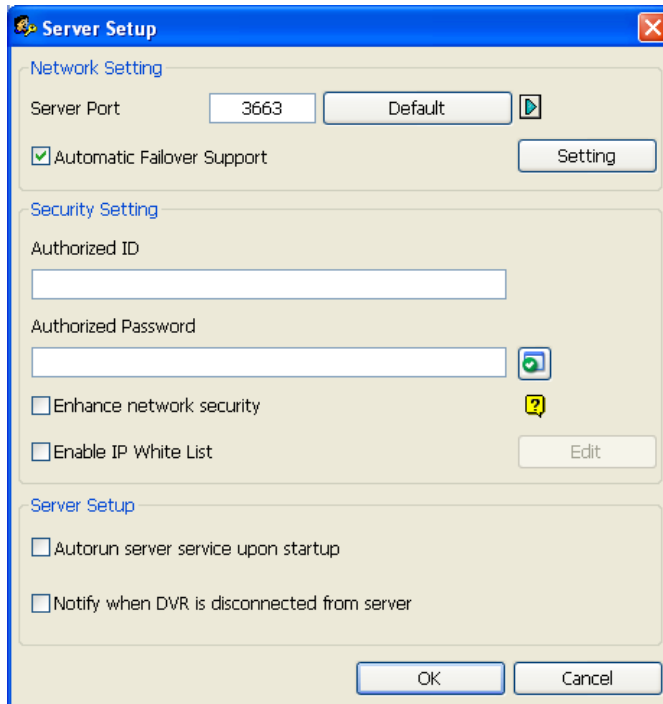 Server Setup
Network Setting
Server Port 3663 Default
Automatic Failover Support Setting
Security Setting
Authorized ID
Authorized Password
Enhance network security
Enable IP White List Edit
Server Setup
Autorun server service upon startup
Notify when DVR is disconnected from server
OK Cancel